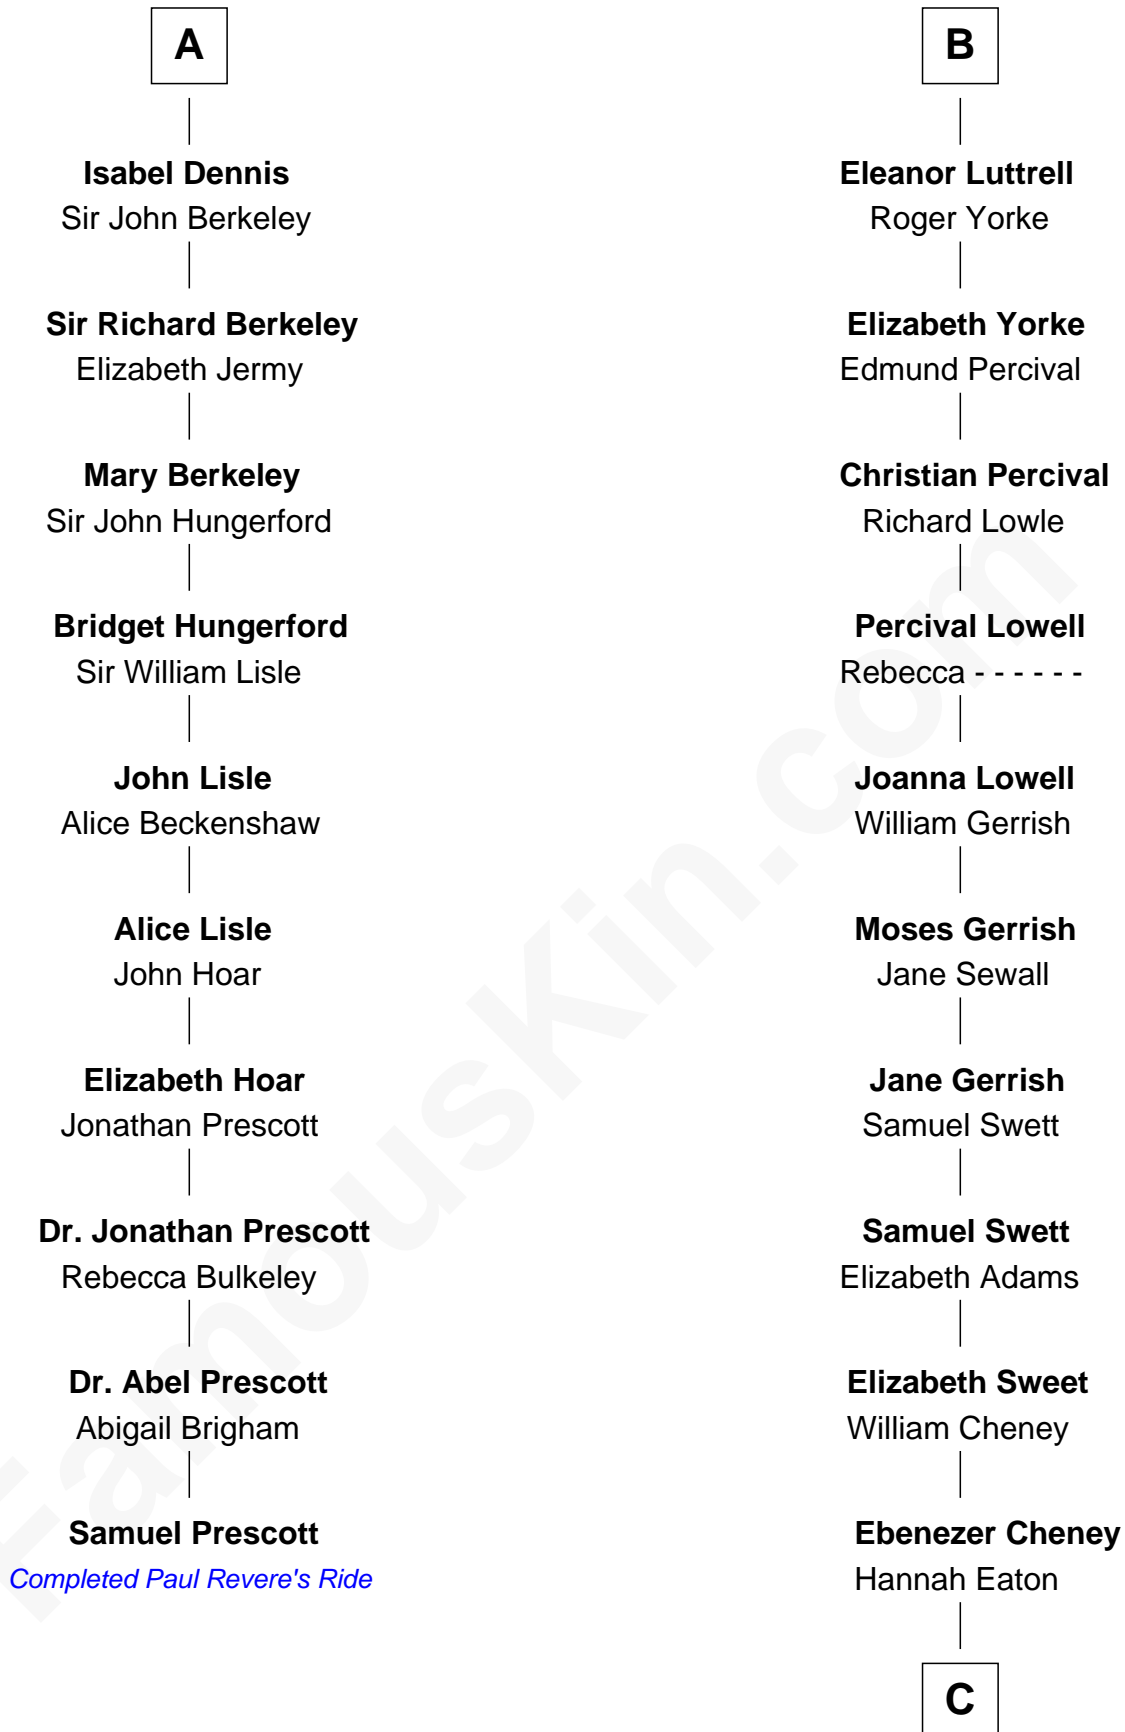 A
Isabel Dennis
Sir John Berkeley
Sir Richard Berkeley
Elizabeth Jermy
Mary Berkeley
Sir John Hungerford
Bridget Hungerford
Sir William Lisle
John Lisle
Alice Beckenshaw
Alice Lisle
John Hoar
Elizabeth Hoar
Jonathan Prescott
Dr. Jonathan Prescott
Rebecca Bulkeley
Dr. Abel Prescott
Abigail Brigham
Samuel Prescott
Completed Paul Revere's Ride
B
Eleanor Luttrell
Roger Yorke
Elizabeth Yorke
Edmund Percival
Christian Percival
Richard Lowle
Percival Lowell
Rebecca - - - - - -
Joanna Lowell
William Gerrish
Moses Gerrish
Jane Sewall
Jane Gerrish
Samuel Swett
Samuel Swett
Elizabeth Adams
Elizabeth Sweet
William Cheney
Ebenezer Cheney
Hannah Eaton
C
FamousKin.com